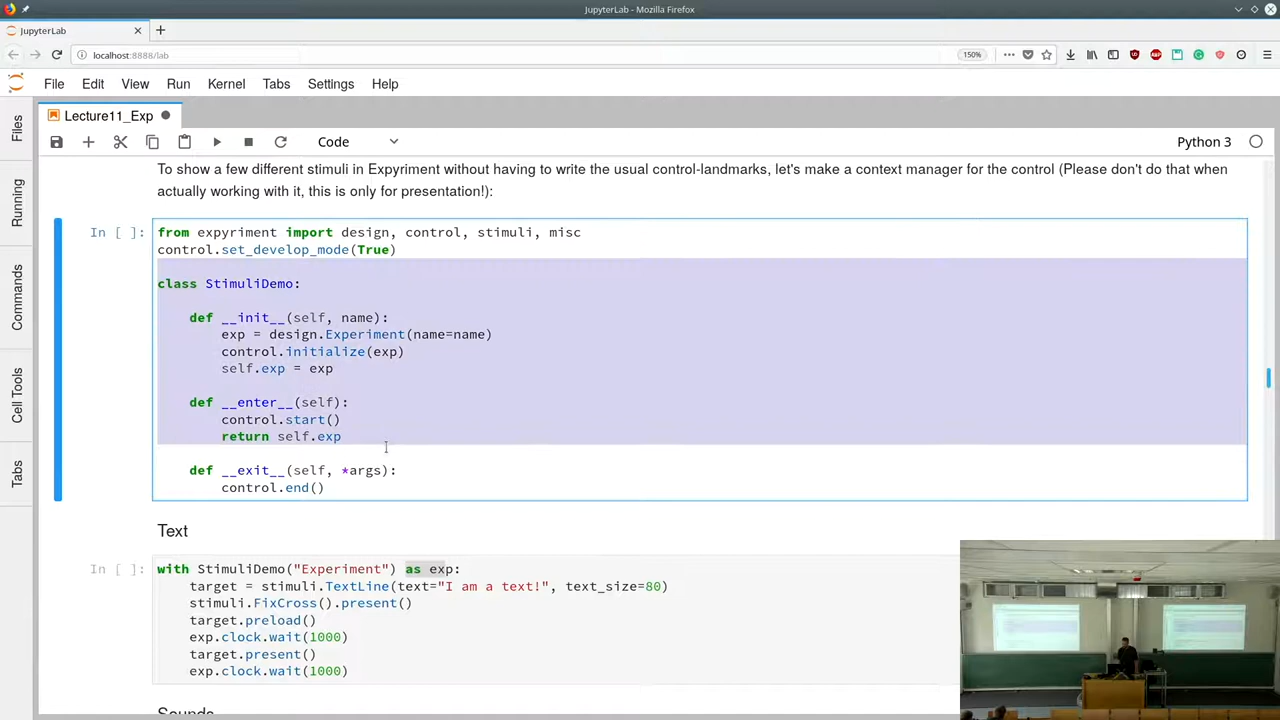 JupyterLab - Mozilla Firefox
JupyterLab
localhost:8888/lab
150%
File Edit View Run Kernel Tabs Settings Help
Lecture11_Exp
Code
Python 3
Files
Running
Commands
Cell Tools
Tabs
To show a few different stimuli in Expyriment without having to write the usual control-landmarks, let's make a context manager for the control (Please don't do that when
actually working with it, this is only for presentation!):
In [ ]:
from expyriment import design, control, stimuli, misc
control.set_develop_mode(True)
class StimuliDemo:
def __init__(self, name):
exp = design.Experiment(name=name)
control.initialize(exp)
self.exp = exp
def __enter__(self):
control.start()
return self.exp
def __exit__(self, *args):
control.end()
Text
In [ ]:
with StimuliDemo("Experiment") as exp:
target = stimuli.TextLine(text="I am a text!", text_size=80)
stimuli.FixCross().present()
target.preload()
exp.clock.wait(1000)
target.present()
exp.clock.wait(1000)
Sounds